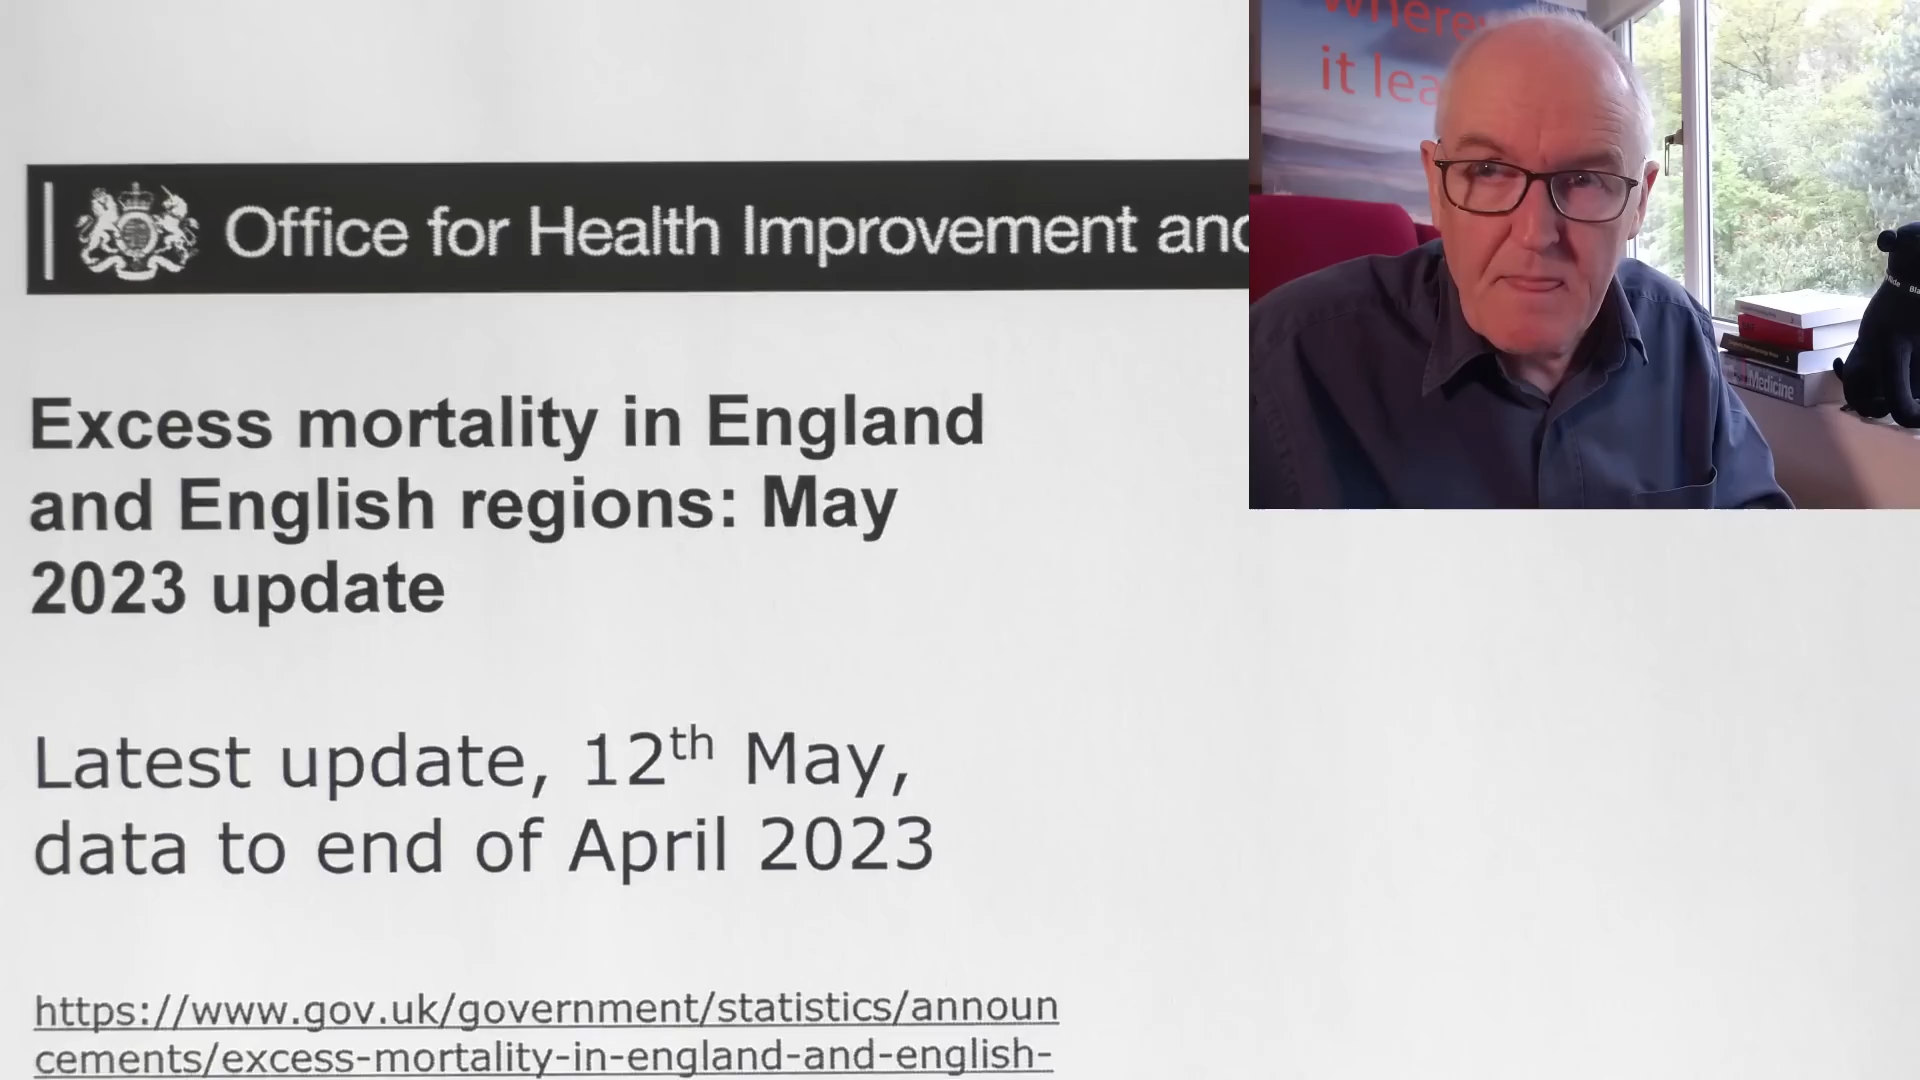 Office for Health Improvement and
Excess mortality in England
and English regions: May
2023 update
Latest update, 12th May,
data to end of April 2023
https://www.gov.uk/government/statistics/announ
cements/excess-mortality-in-england-and-english-
it
Medicine